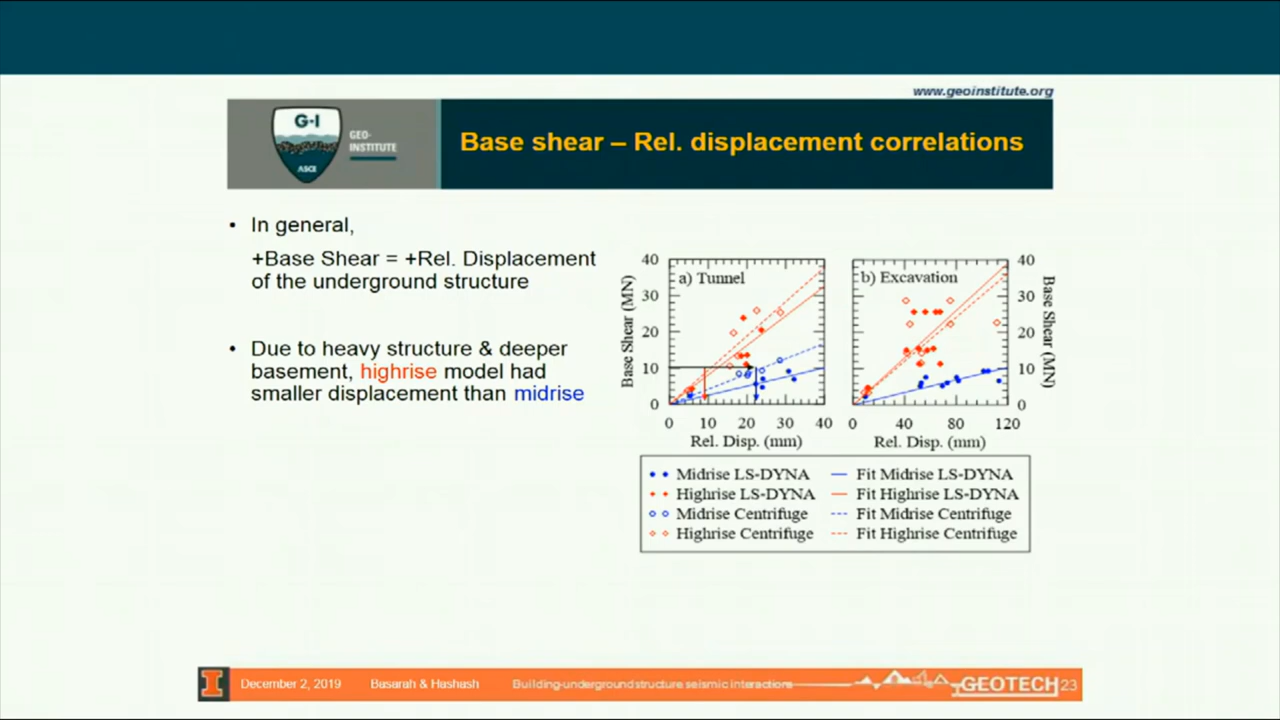 www.geoinstitute.org
G-I
GEO-
INSTITUTE
ASCE
Base shear – Rel. displacement correlations
• In general,
+Base Shear = +Rel. Displacement
of the underground structure
• Due to heavy structure & deeper
basement, highrise model had
smaller displacement than midrise
a) Tunnel
Base Shear (MN)
40
30
20
10
0
0 10 20 30 40
Rel. Disp. (mm)
b) Excavation
40
30
20
10
0
Base Shear (MN)
0 40 80 120
Rel. Disp. (mm)
Midrise LS-DYNA
Highrise LS-DYNA
Midrise Centrifuge
Highrise Centrifuge
Fit Midrise LS-DYNA
Fit Highrise LS-DYNA
Fit Midrise Centrifuge
Fit Highrise Centrifuge
I December 2, 2019 Basarah & Hashash Building-underground structure seismic interactions GEOTECH 23